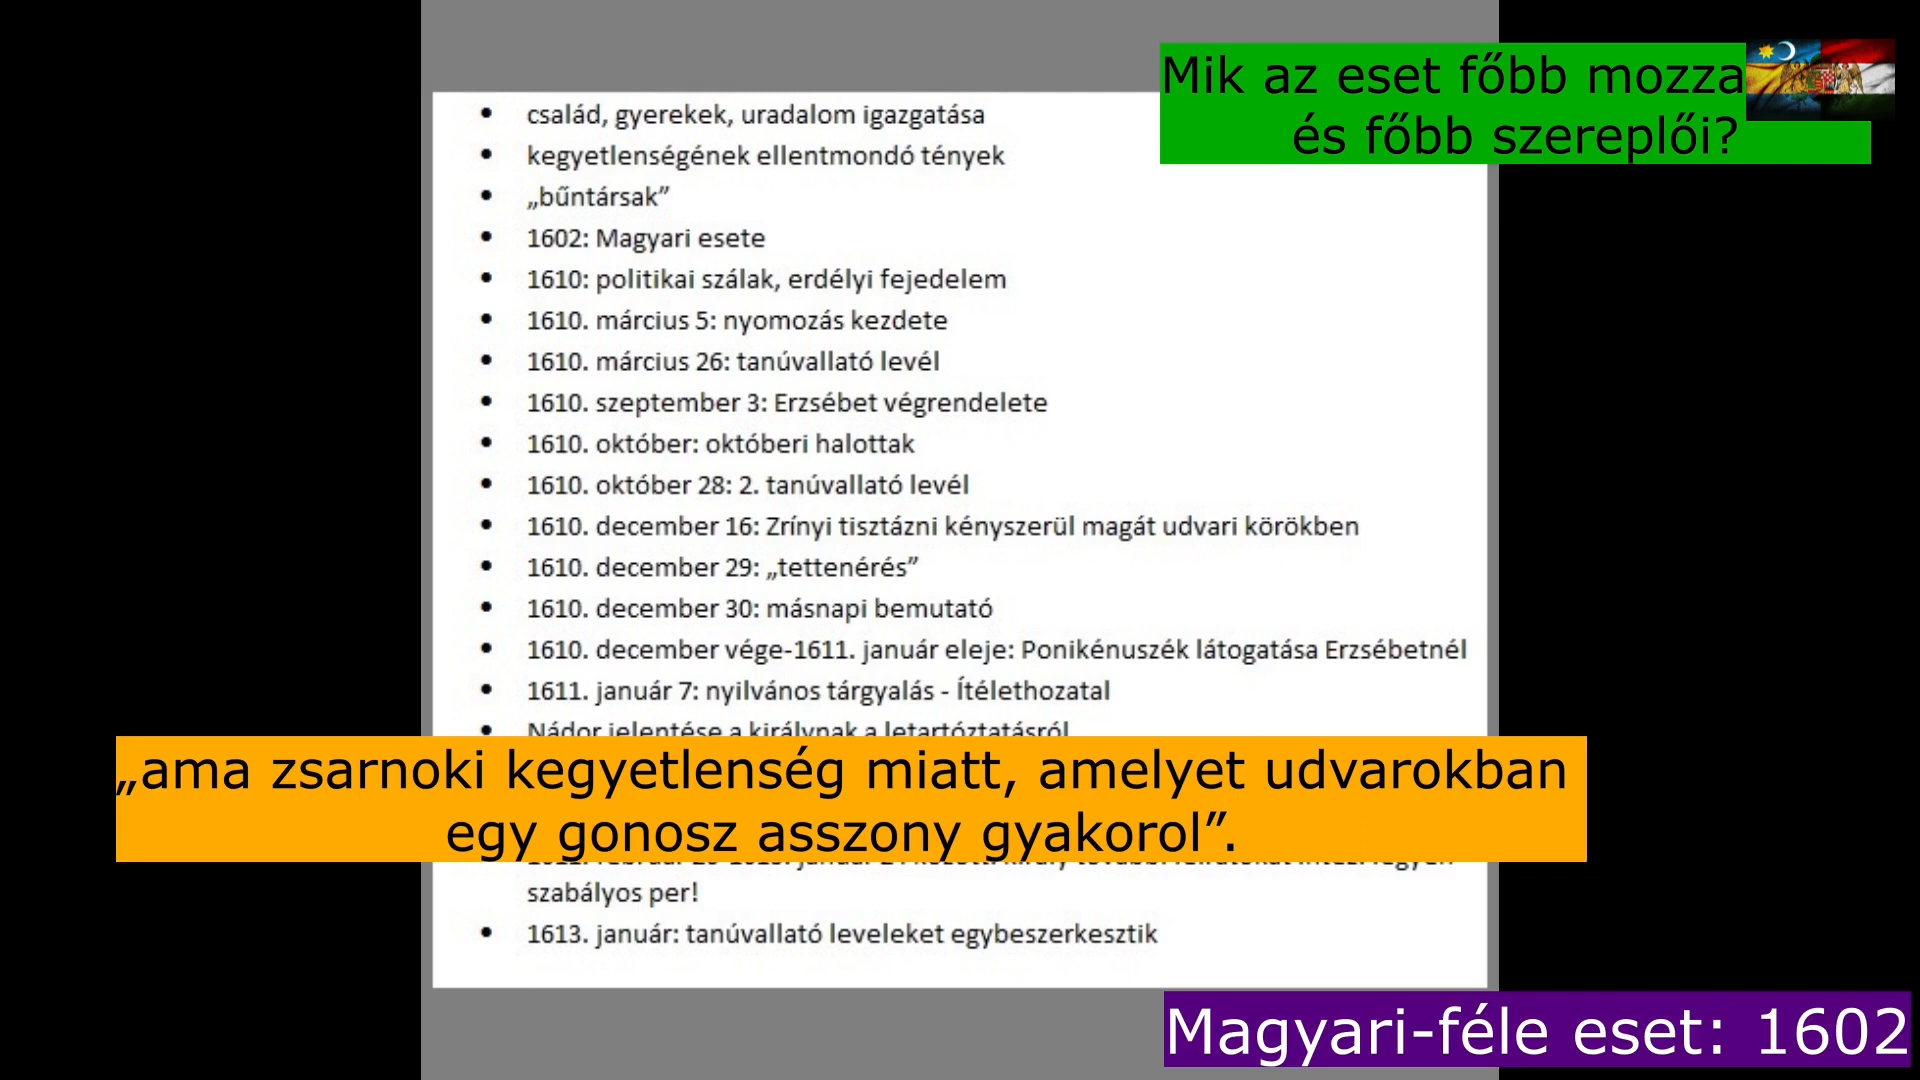 Mik az eset főbb mozza
és főbb szereplői?
• család, gyerekek, uradalom igazgatása
• kegyetlenségének ellentmondó tények
• „bűntársak”
• 1602: Magyari esete
• 1610: politikai szálak, erdélyi fejedelem
• 1610. március 5: nyomozás kezdete
• 1610. március 26: tanúvallató levél
• 1610. szeptember 3: Erzsébet végrendelete
• 1610. október: októberi halottak
• 1610. október 28: 2. tanúvallató levél
• 1610. december 16: Zrínyi tisztázni kényszerül magát udvari körökben
• 1610. december 29: „tettenérés”
• 1610. december 30: másnapi bemutató
• 1610. december vége-1611. január eleje: Ponikénuszék látogatása Erzsébetnél
• 1611. január 7: nyilvános tárgyalás - Ítélethozatal
• Nádor jelentése a királynak a letartóztatásról
„ama zsarnoki kegyetlenség miatt, amelyet udvarokban
egy gonosz asszony gyakorol”.
szabályos per!
• 1613. január: tanúvallató leveleket egybeszerkesztik
Magyari-féle eset: 1602